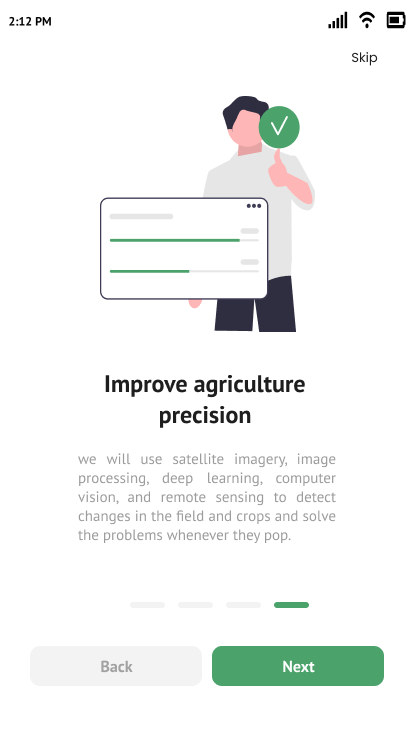 2:12 PM
Skip
Improve agriculture
precision
we will use satellite imagery, image
processing, deep learning, computer
vision, and remote sensing to detect
changes in the field and crops and solve
the problems whenever they pop.
Back
Next